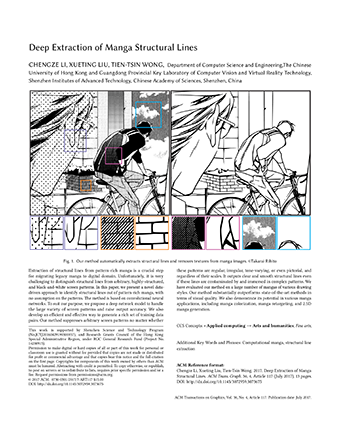 Deep Extraction of Manga Structural Lines
CHENGZE LI, XUETING LIU, TIEN-TSIN WONG, Department of Computer Science and Engineering,The Chinese
University of Hong Kong and Guangdong Provincial Key Laboratory of Computer Vision and Virtual Reality Technology,
Shenzhen Institutes of Advanced Technology, Chinese Academy of Sciences, Shenzhen, China
Fig. 1. Our method automatically extracts structural lines and removes textures from manga images. ©Takano Ribito
Extraction of structural lines from pattern-rich manga is a crucial step
for migrating legacy manga to digital domain. Unfortunately, it is very
challenging to distinguish structural lines from arbitrary, highly-structured,
and black-and-white screen patterns. In this paper, we present a novel data-
driven approach to identify structural lines out of pattern-rich manga, with
no assumption on the patterns. The method is based on convolutional neural
networks. To suit our purpose, we propose a deep network model to handle
the large variety of screen patterns and raise output accuracy. We also
develop an efficient and effective way to generate a rich set of training data
pairs. Our method suppresses arbitrary screen patterns no matter whether
This work is supported by Shenzhen Science and Technology Program
Special Administrative Region, under RGC General Research Fund (Project No.
Permission to make digital or hard copies of all or part of this work for personal or
classroom use is granted without fee provided that copies are not made or distributed
for profit or commercial advantage and that copies bear this notice and the full citation
on the first page. Copyrights for components of this work owned by others than ACM
must be honored. Abstracting with credit is permitted. To copy otherwise, or republish,
to post on servers or to redistribute to lists, requires prior specific permission and/or a
fee. Request permissions from permissions@acm.org.
© 2017 ACM.
DOI: http://dx.doi.org/10.1145/3072959.3073675
these patterns are regular, irregular, tone-varying, or even pictorial, and
regardless of their scales. It outputs clear and smooth structural lines even
if these lines are contaminated by and immersed in complex patterns. We
have evaluated our method on a large number of mangas of various drawing
styles. Our method substantially outperforms state-of-the-art methods in
terms of visual quality. We also demonstrate its potential in various manga
applications, including manga colorization, manga retargeting, and 2.5D
manga generation.
CCS Concepts: • Applied computing → Arts and humanities; Fine arts;
Additional Key Words and Phrases: Computational manga, structural line
extraction
ACM Reference format:
Chengze Li, Xueting Liu, Tien-Tsin Wong. 2017. Deep Extraction of Manga
Structural Lines. ACM Trans. Graph. 36, 4, Article 117 (July 2017), 12 pages.
DOI: http://dx.doi.org/10.1145/3072959.3073675
ACM Transactions on Graphics, Vol. 36, No. 4, Article 117. Publication date: July 2017.